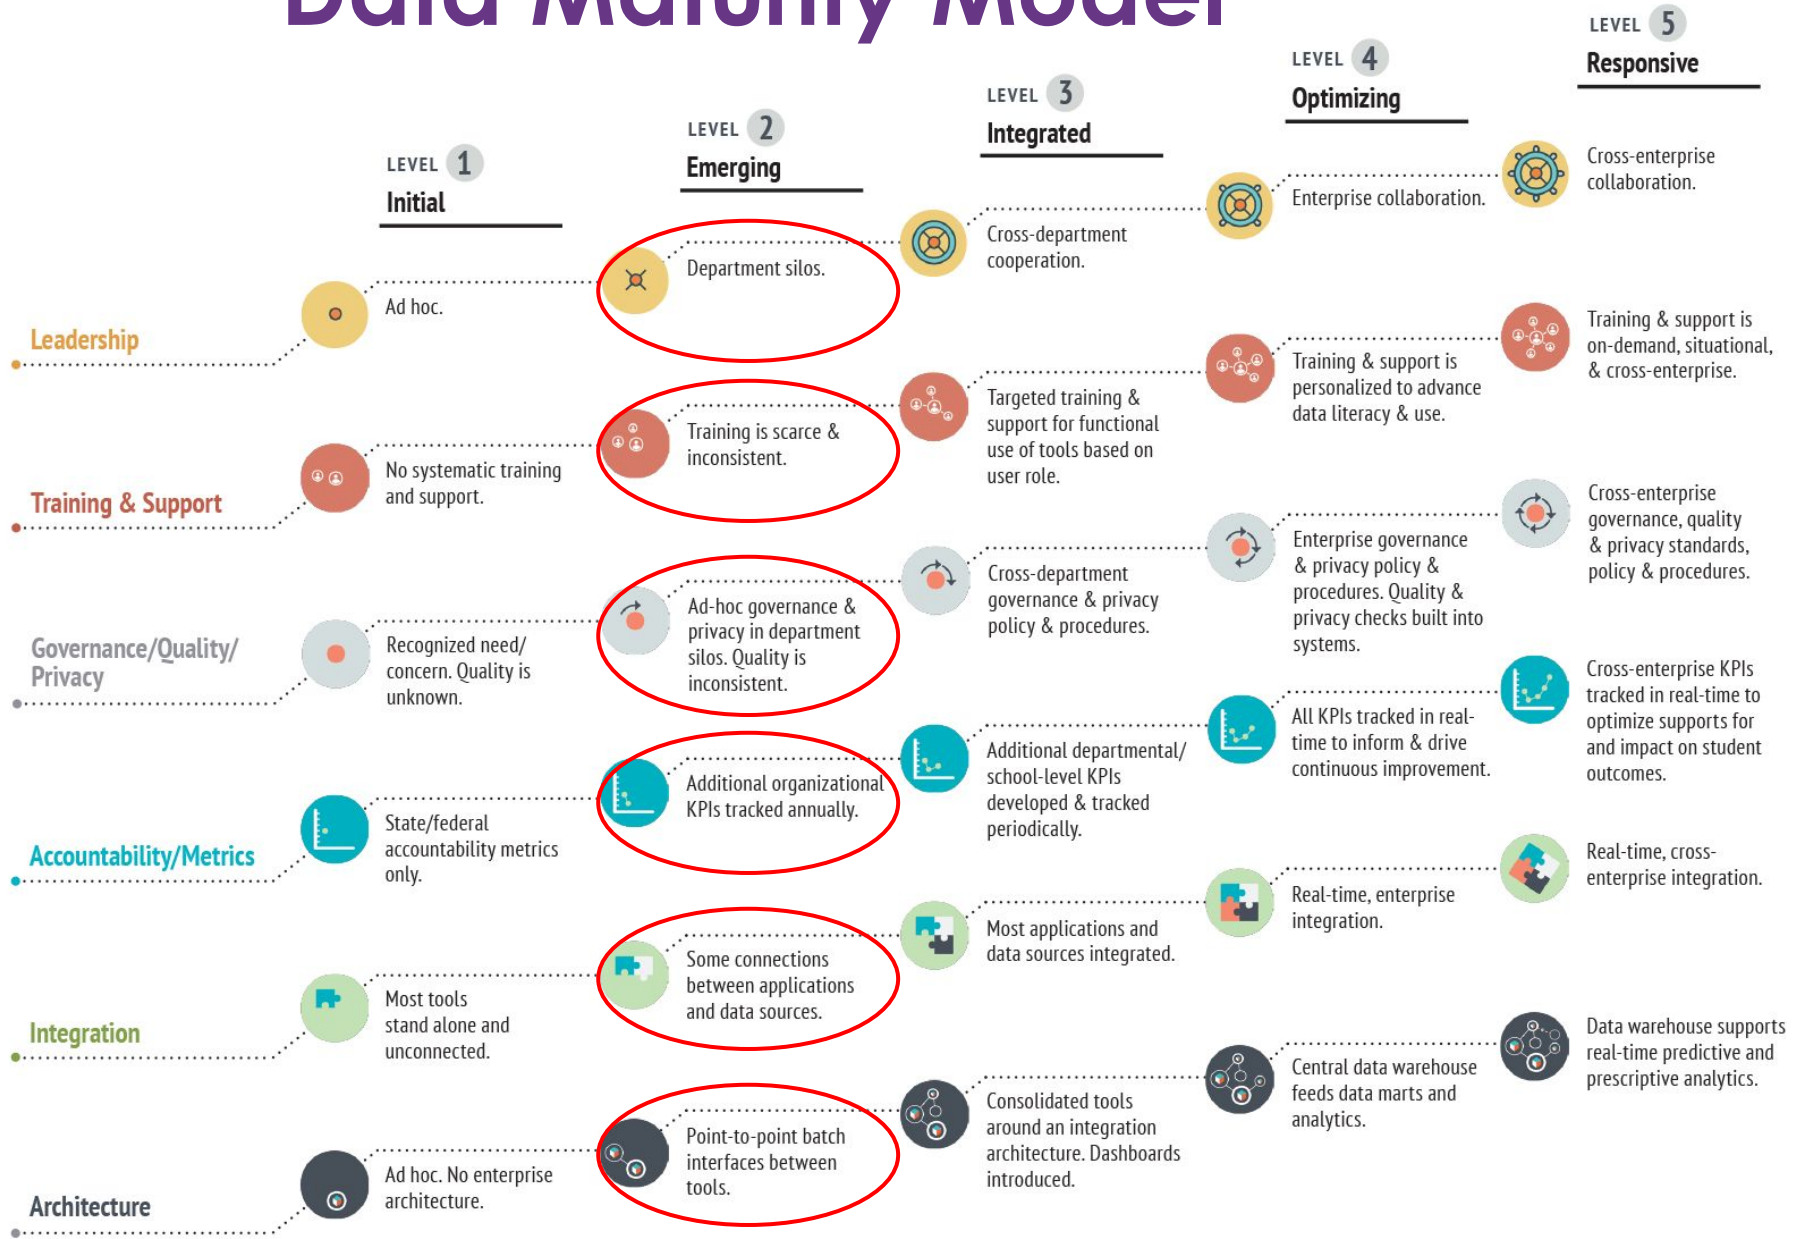 Data Maturity Model
LEVEL 1
Initial
LEVEL 2
Emerging
LEVEL 3
Integrated
LEVEL 4
Optimizing
LEVEL 5
Responsive
Leadership
Ad hoc.
Department silos.
Cross-department
cooperation.
Enterprise collaboration.
Cross-enterprise
collaboration.
Training & Support
No systematic training
and support.
Training is scarce &
inconsistent.
Targeted training &
support for functional
use of tools based on
user role.
Training & support is
personalized to advance
data literacy & use.
Training & support is
on-demand, situational,
& cross-enterprise.
Governance/Quality/
Privacy
Recognized need/
concern. Quality is
unknown.
Ad-hoc governance &
privacy in department
silos. Quality is
inconsistent.
Cross-department
governance & privacy
policy & procedures.
Enterprise governance
& privacy policy &
procedures. Quality &
privacy checks built into
systems.
Cross-enterprise
governance, quality
& privacy standards,
policy & procedures.
Accountability/Metrics
State/federal
accountability metrics
only.
Additional organizational
KPIs tracked annually.
Additional departmental/
school-level KPIs
developed & tracked
periodically.
All KPIs tracked in real-
time to inform & drive
continuous improvement.
Cross-enterprise KPIs
tracked in real-time to
optimize supports for
and impact on student
outcomes.
Integration
Most tools
stand alone and
unconnected.
Some connections
between applications
and data sources.
Most applications and
data sources integrated.
Real-time, enterprise
integration.
Real-time, cross-
enterprise integration.
Architecture
Ad hoc. No enterprise
architecture.
Point-to-point batch
interfaces between
tools.
Consolidated tools
around an integration
architecture. Dashboards
introduced.
Central data warehouse
feeds data marts and
analytics.
Data warehouse supports
real-time predictive and
prescriptive analytics.